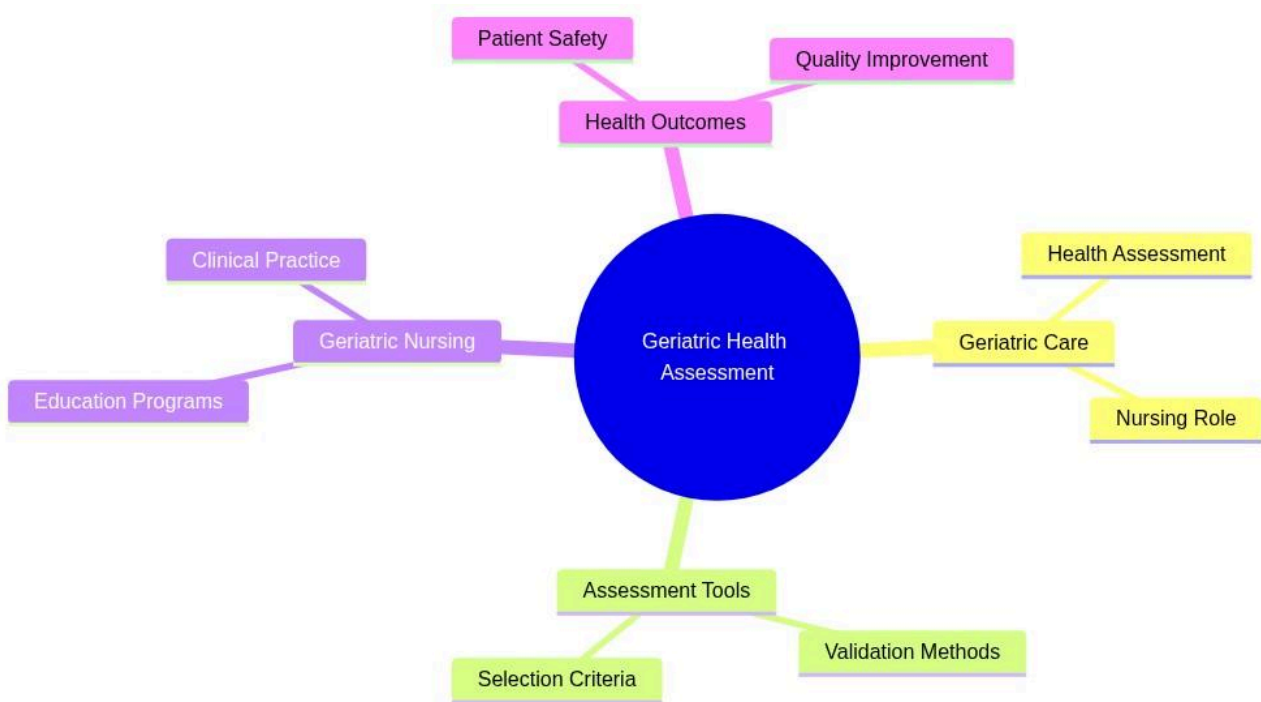 Patient Safety
Quality Improvement
Health Outcomes
Clinical Practice
Health Assessment
Geriatric Nursing
Geriatric Health
Assessment
Geriatric Care
Education Programs
Nursing Role
Assessment Tools
Validation Methods
Selection Criteria